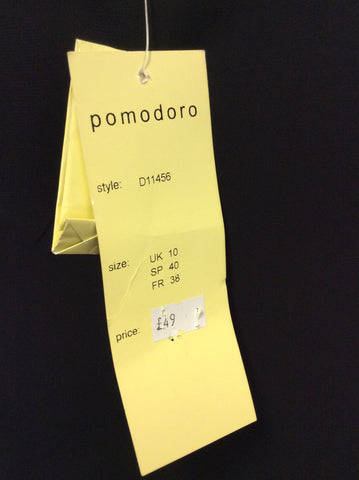 pomodoro
style: D11456
size: UK 10
SP 40
FR 38
price: £49